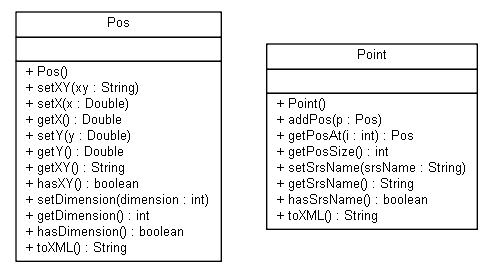 Pos
+ Pos()
+ setXY(xy : String)
+ setX(x : Double)
+ getX() : Double
+ setY(y : Double)
+ getY() : Double
+ getXY() : String
+ hasXY() : boolean
+ setDimension(dimension : int)
+ getDimension() : int
+ hasDimension() : boolean
+ toXML() : String
Point
+ Point()
+ addPos(p : Pos)
+ getPosAt(i : int) : Pos
+ getPosSize() : int
+ setSrsName(srsName : String)
+ getSrsName() : String
+ hasSrsName() : boolean
+ toXML() : String